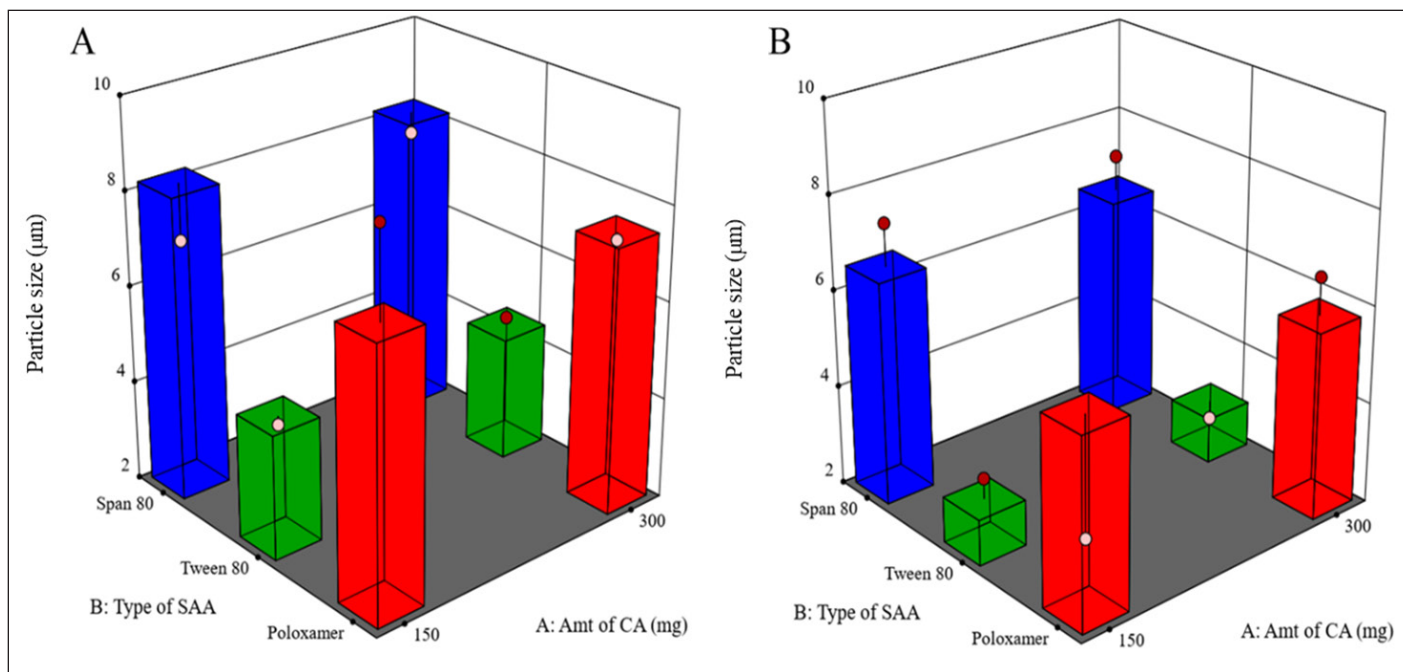 A
10
8
6
4
2
Particle size (µm)
Span 80
Tween 80
Poloxamer
B: Type of SAA
150
300
A: Amt of CA (mg)
B
10
8
6
4
2
Particle size (µm)
Span 80
Tween 80
Poloxamer
B: Type of SAA
150
300
A: Amt of CA (mg)